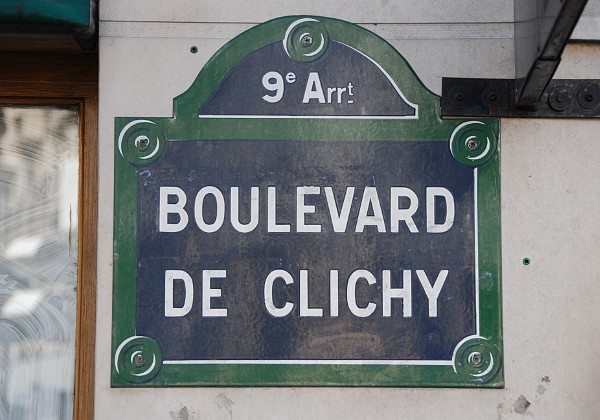 9e Arrt
BOULEVARD
DE CLICHY